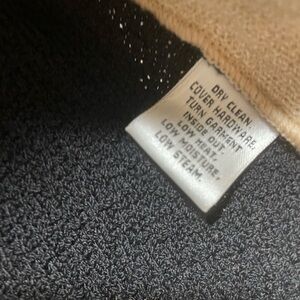 DRY CLEAN
COVER HARDWARE.
TURN GARMENT
INSIDE OUT.
LOW HEAT.
LOW MOISTURE.
LOW STEAM.